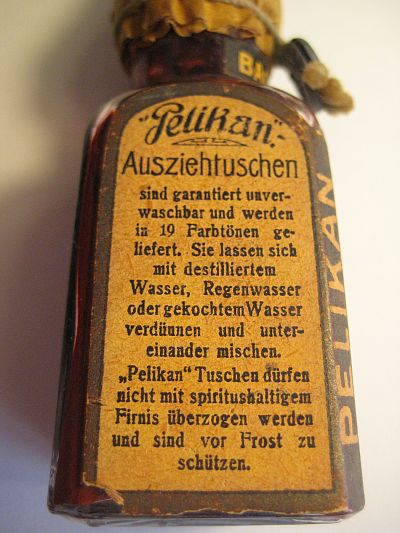 BA
"Pelikan"-
Ausziehtuschen
sind garantiert unver-
waschbar und werden
in 19 Farbtönen ge-
liefert. Sie lassen sich
mit destilliertem
Wasser, Regenwasser
oder gekochtem Wasser
verdünnen und unter-
einander mischen.
„Pelikan“ Tuschen dürfen
nicht mit spiritushaltigem
Firnis überzogen werden
und sind vor Frost zu
schützen.
PELIKAN